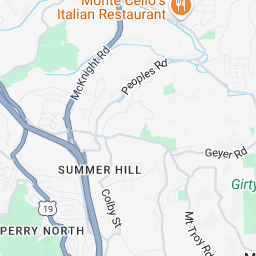 Monte Cello's
Italian Restaurant
McKnight Rd
Peoples Rd
Geyer Rd
SUMMER HILL
Girty
19
Colby St
Mt Troy Rd
PERRY NORTH